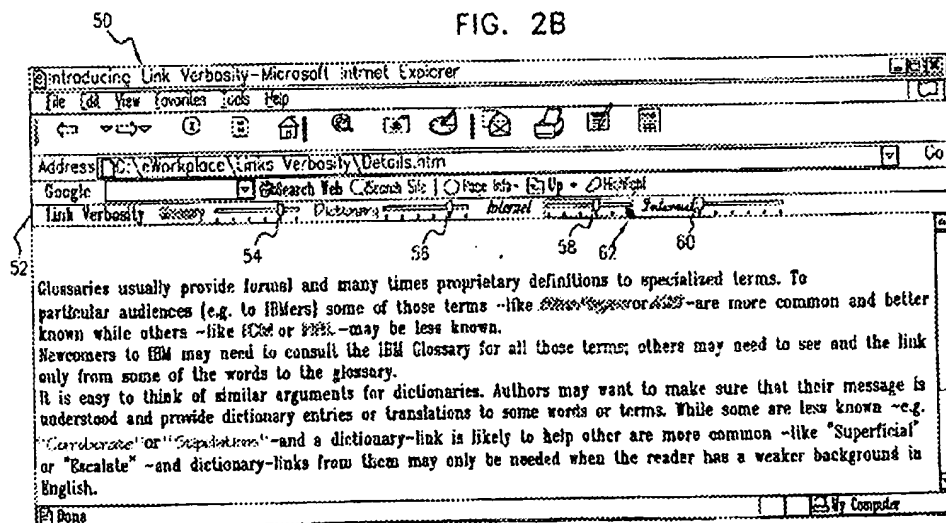 FIG. 2B
50
Introducing Link Verbosity-Microsoft Internet Explorer
File Edit View Favorites Tools Help
Address C:\eWorkplace\Links Verbosity\Details.htm Go
Google Search Web Search Site Page Info Up Highlight
Link Verbosity Glossary Dictionary Internet
52 54 56 58 62 60
Glossaries usually provide formal and many times proprietary definitions to specialized terms. To
particular audiences (e.g. to IBMers) some of those terms -like or -are more common and better
known while others -like or -may be less known.
Newcomers to IBM may need to consult the IBM Glossary for all those terms; others may need to see and the link
only from some of the words to the glossary.
It is easy to think of similar arguments for dictionaries. Authors may want to make sure that their message is
understood and provide dictionary entries or translations to some words or terms. While some are less known -e.g.
"Corroborate" or -and a dictionary-link is likely to help other are more common -like "Superficial"
or "Escalate" -and dictionary-links from them may only be needed when the reader has a weaker background in
English.
Done My Computer